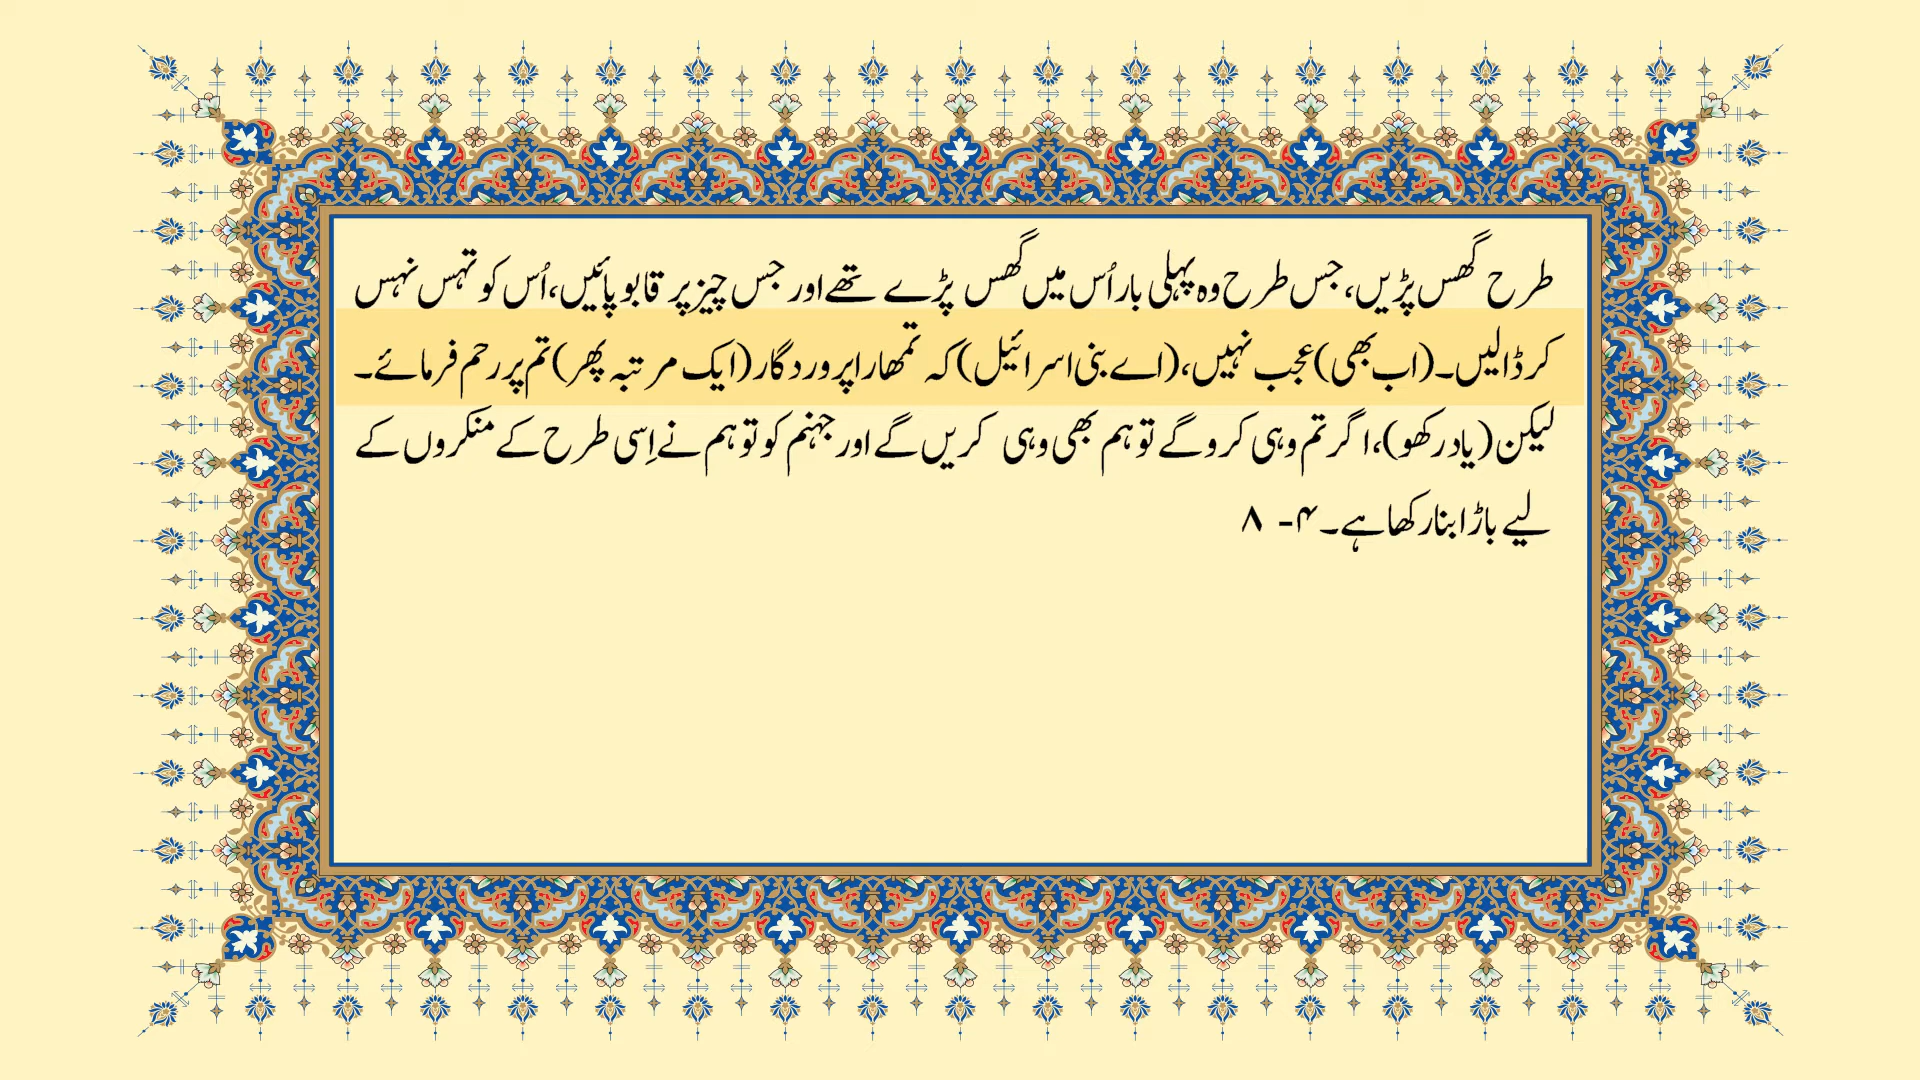 طرح گھس پڑیں، جس طرح وہ پہلی بار اُس میں گھس پڑے تھے اور جس چیز پر قابو پائیں، اُس کو تہس نہس
کر ڈالیں۔ (اب بھی) عجب نہیں، (اے بنی اسرائیل) کہ تمھارا پروردگار (ایک مرتبہ پھر) تم پر رحم فرمائے۔
لیکن (یاد رکھو)، اگر تم وہی کرو گے تو ہم بھی وہی کریں گے اور جہنم کو تو ہم نے اِسی طرح کے منکروں کے
لیے باڑا بنا رکھا ہے۔ ۴- ۸